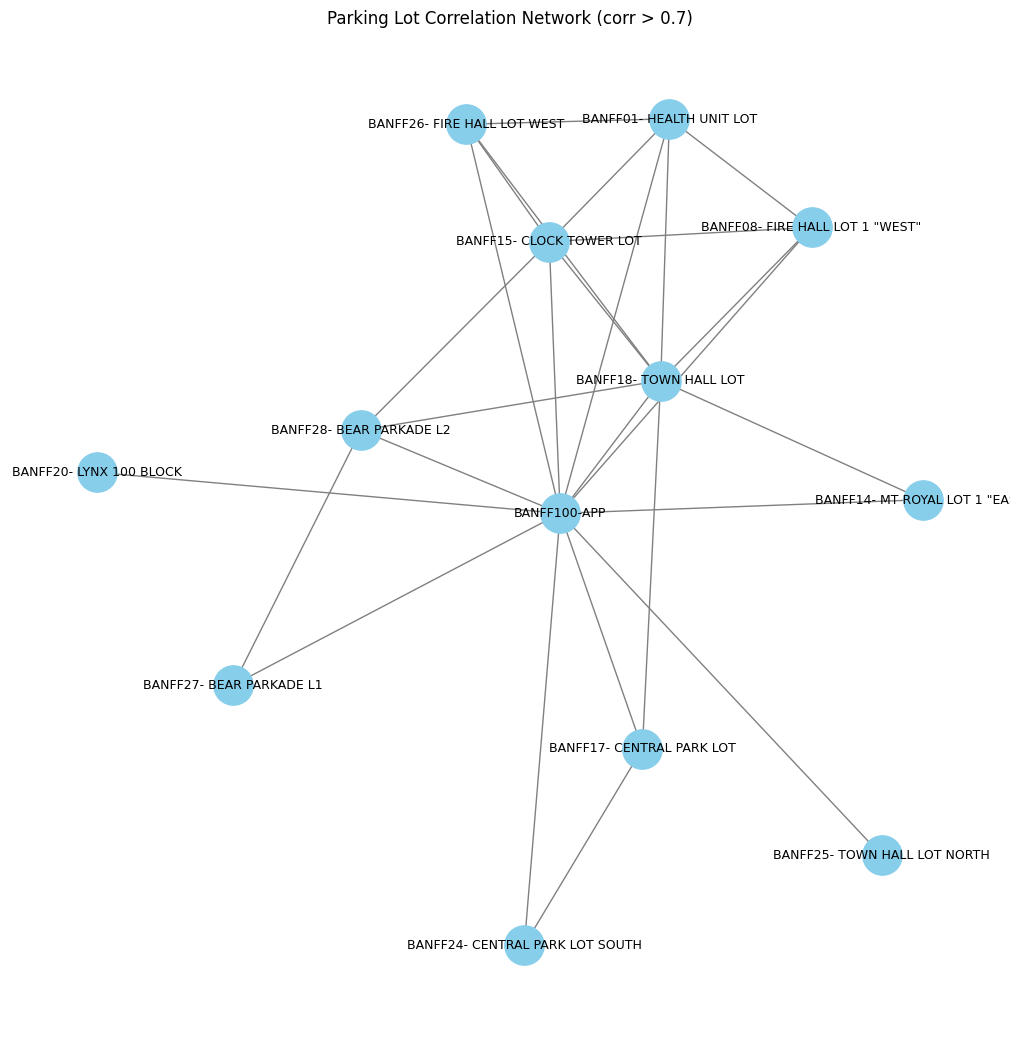 Parking Lot Correlation Network (corr > 0.7)
BANFF26- FIRE HALL LOT WEST
BANFF01- HEALTH UNIT LOT
BANFF08- FIRE HALL LOT 1 "WEST"
BANFF15- CLOCK TOWER LOT
BANFF18- TOWN HALL LOT
BANFF28- BEAR PARKADE L2
BANFF20- LYNX 100 BLOCK
BANFF14- MT ROYAL LOT 1 "EA
BANFF100-APP
BANFF27- BEAR PARKADE L1
BANFF17- CENTRAL PARK LOT
BANFF25- TOWN HALL LOT NORTH
BANFF24- CENTRAL PARK LOT SOUTH